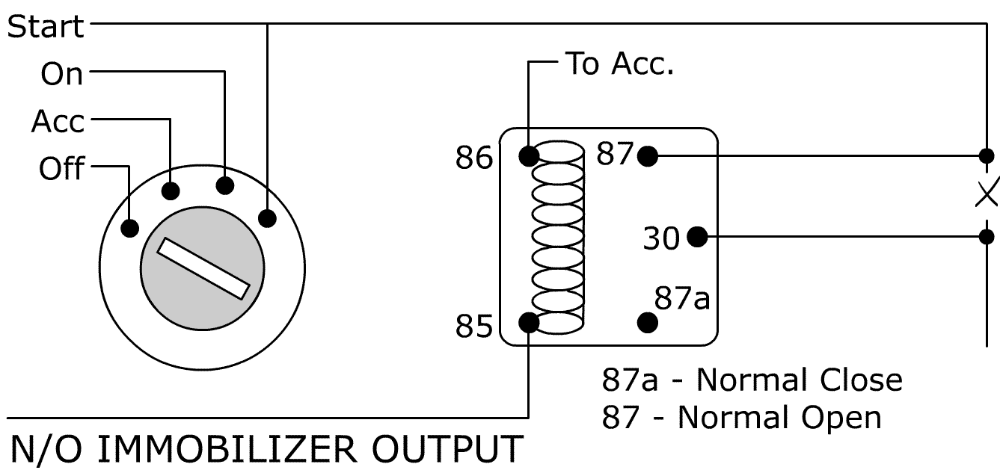 Start
On
Acc
Off
To Acc.
86
87
30
87a
85
87a - Normal Close
87 - Normal Open
N/O IMMOBILIZER OUTPUT